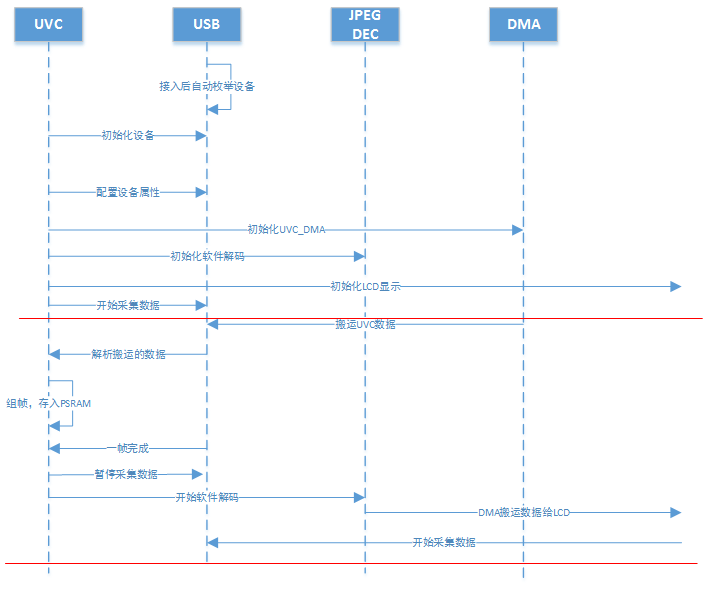 UVC
USB
JPEG
DEC
DMA
接入后自动枚举设备
初始化设备
配置设备属性
初始化UVC_DMA
初始化软件解码
初始化LCD显示
开始采集数据
搬运UVC数据
解析搬运的数据
组帧，存入PSRAM
一帧完成
暂停采集数据
开始软件解码
DMA搬运数据给LCD
开始采集数据